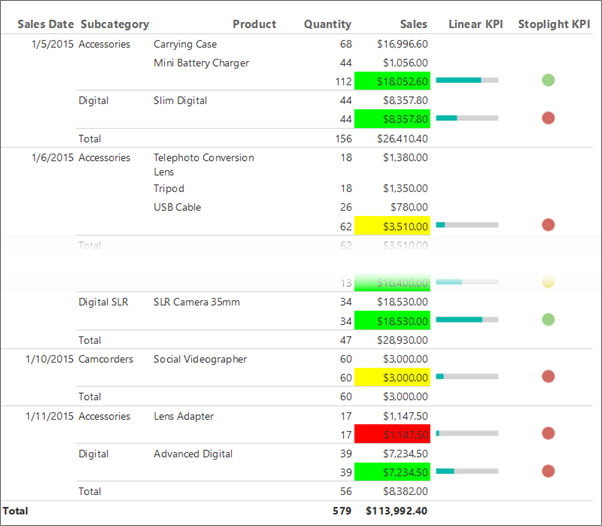 Sales Date Subcategory Product Quantity Sales Linear KPI Stoplight KPI
1/5/2015 Accessories Carrying Case 68 $16,996.60
Mini Battery Charger 44 $1,056.00
112 $18,052.60
Digital Slim Digital 44 $8,357.80
44 $8,357.80
Total 156 $26,410.40
1/6/2015 Accessories Telephoto Conversion 18 $1,380.00
Lens
Tripod 18 $1,350.00
USB Cable 26 $780.00
62 $3,510.00
Total 62 $3,510.00
13 $10,400.00
Digital SLR SLR Camera 35mm 34 $18,530.00
34 $18,530.00
Total 47 $28,930.00
1/10/2015 Camcorders Social Videographer 60 $3,000.00
60 $3,000.00
Total 60 $3,000.00
1/11/2015 Accessories Lens Adapter 17 $1,147.50
17 $1,147.50
Digital Advanced Digital 39 $7,234.50
39 $7,234.50
Total 56 $8,382.00
Total 579 $113,992.40